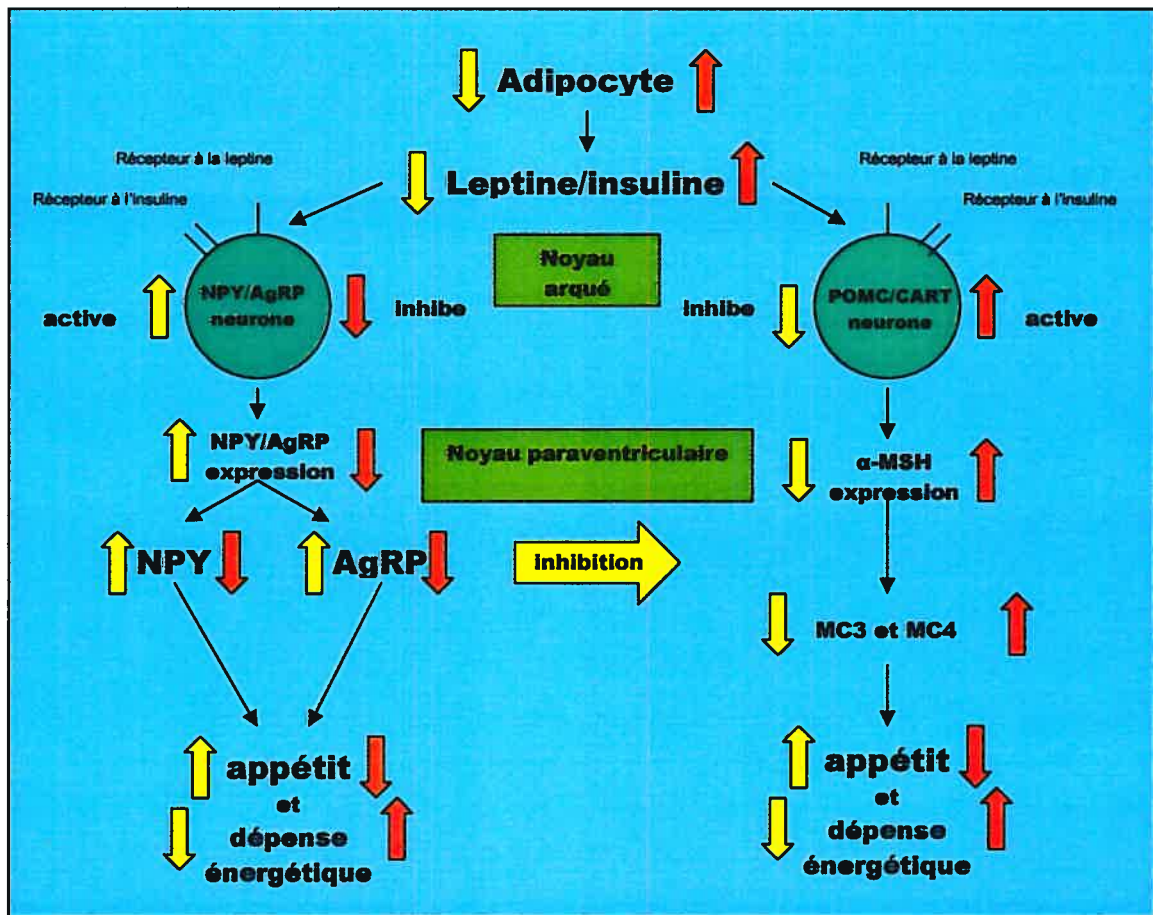 Adipocyte
Récepteur à la leptine
Récepteur à la leptine
Leptine/insuline
Récepteur à l'insuline
Récepteur à l'insuline
Noyau
arqué
NPY/AgRP
neurone
POMC/CART
neurone
active
inhibe
inhibe
active
NPY/AgRP
expression
Noyau paraventriculaire
α-MSH
expression
NPY
AgRP
inhibition
MC3 et MC4
appétit
et
dépense
énergétique
appétit
et
dépense
énergétique